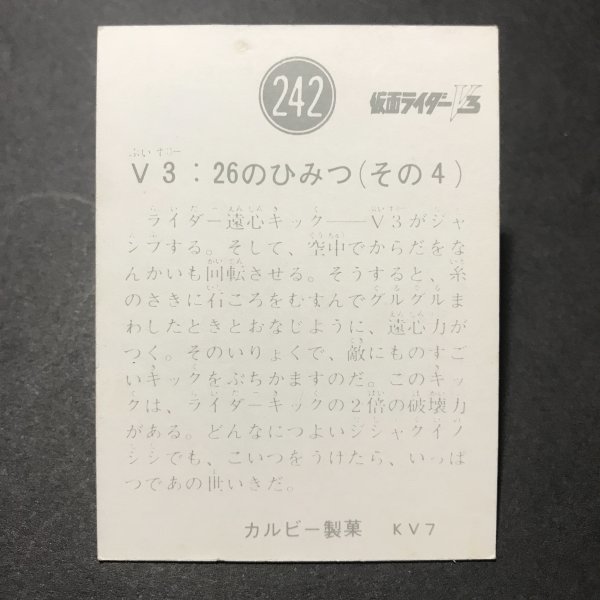 242
仮面ライダーV3
ぶいすりー
V3：26のひみつ(その4)
ライダー遠心キック――V3がジャ
ンプする。そして、空中でからだをな
んかいも回転させる。そうすると、糸
のさきに石ころをむすんでグルグルま
わしたときとおなじように、遠心力が
つく。そのいりょくで、敵にものすご
いキックをぶちかますのだ。このキッ
クは、ライダーキックの2倍の破壊力
がある。どんなにつよいシシャクイノ
シシでも、こいつをうけたら、いっぱ
つであの世いきだ。
カルビー製菓 KV7